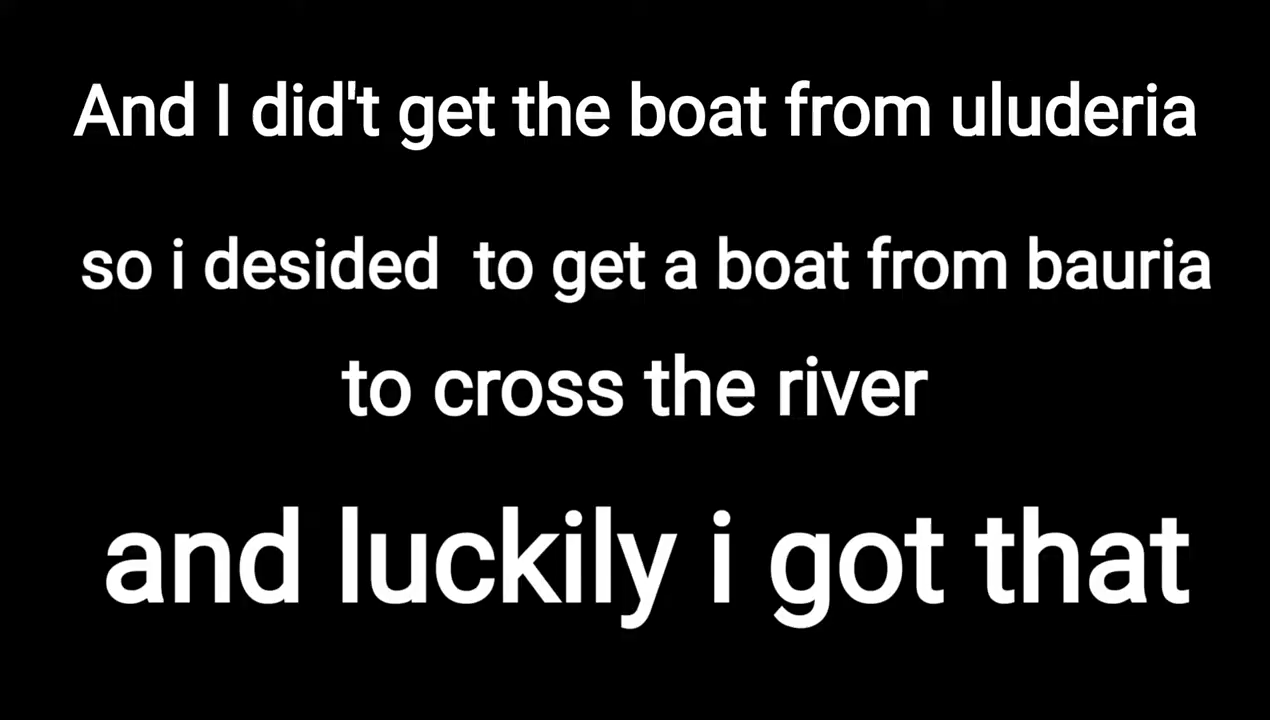 And I did't get the boat from uluderia
so i desided  to get a boat from bauria
to cross the river
and luckily i got that